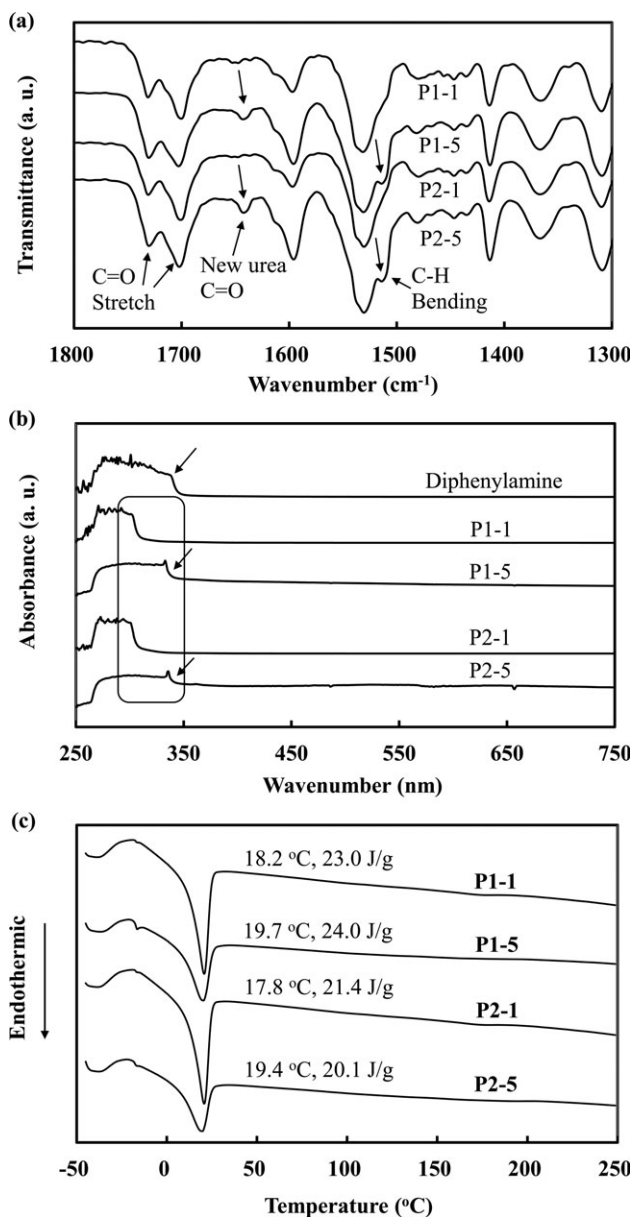 (a)
Transmittance (a. u.)
P1-1
P1-5
P2-1
P2-5
C=O
Stretch
New urea
C=O
C-H
Bending
1800 1700 1600 1500 1400 1300
Wavenumber (cm-1)
(b)
Absorbance (a. u.)
Diphenylamine
P1-1
P1-5
P2-1
P2-5
250 350 450 550 650 750
Wavenumber (nm)
(c)
Endothermic
18.2 oC, 23.0 J/g
P1-1
19.7 oC, 24.0 J/g
P1-5
17.8 oC, 21.4 J/g
P2-1
19.4 oC, 20.1 J/g
P2-5
-50 0 50 100 150 200 250
Temperature (oC)